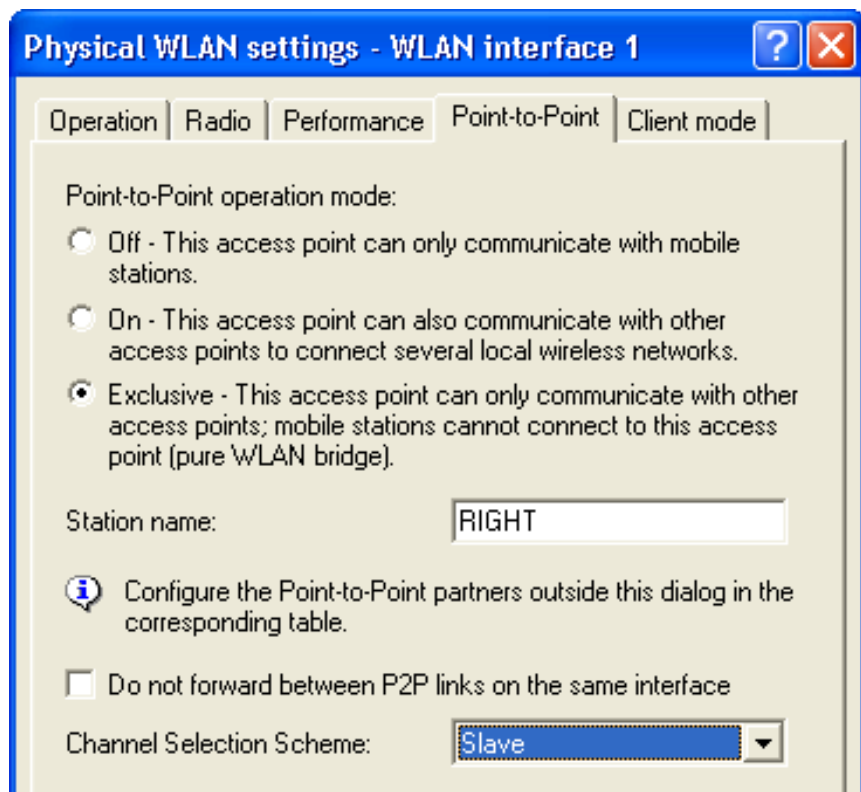 Physical WLAN settings - WLAN interface 1
Operation Radio Performance Point-to-Point Client mode
Point-to-Point operation mode:
Off - This access point can only communicate with mobile
stations.
On - This access point can also communicate with other
access points to connect several local wireless networks.
Exclusive - This access point can only communicate with other
access points; mobile stations cannot connect to this access
point (pure WLAN bridge).
Station name: RIGHT
Configure the Point-to-Point partners outside this dialog in the
corresponding table.
Do not forward between P2P links on the same interface
Channel Selection Scheme: Slave